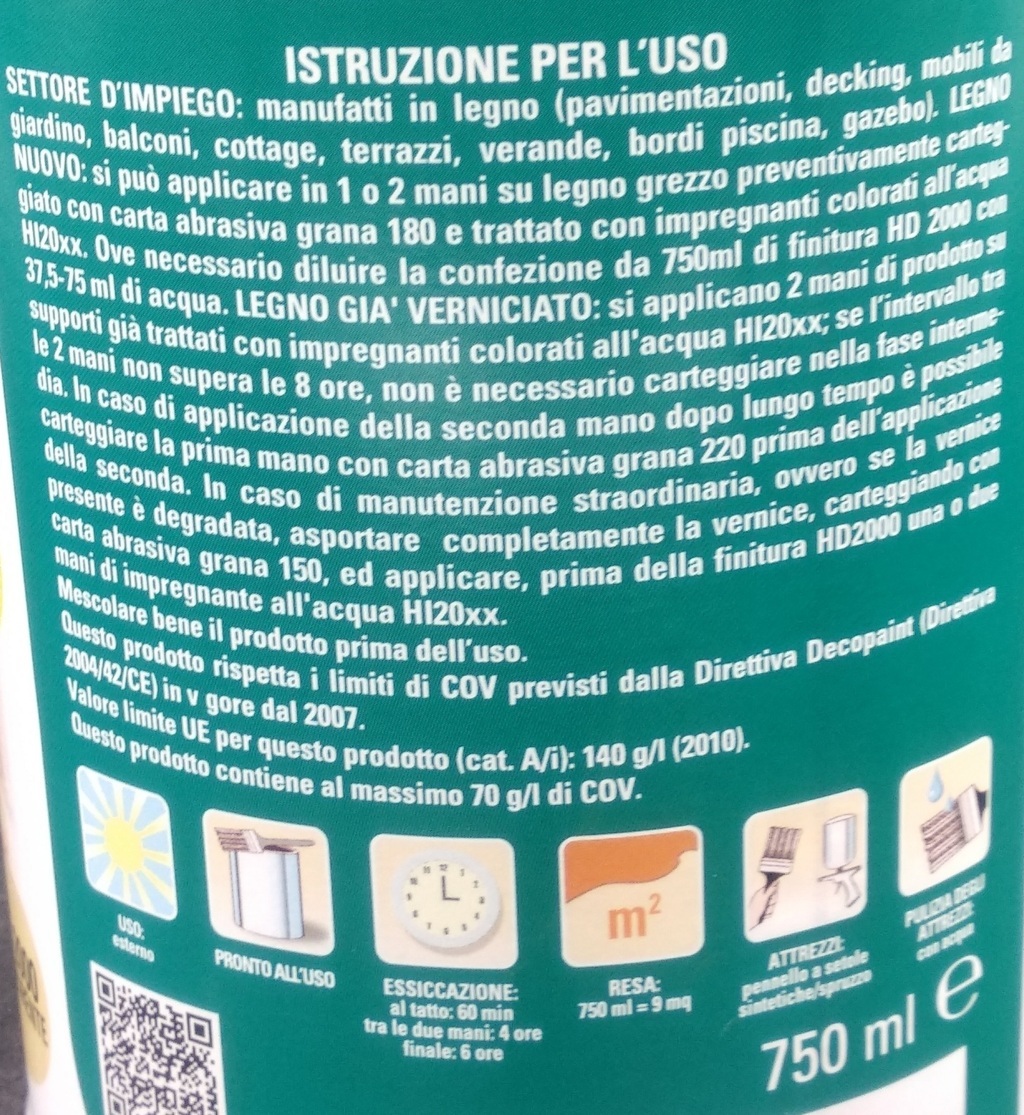 ISTRUZIONE PER L'USO
SETTORE D'IMPIEGO: manufatti in legno (pavimentazioni, decking, mobili da
giardino, balconi, cottage, terrazzi, verande, bordi piscina, gazebo). LEGNO
NUOVO: si può applicare in 1 o 2 mani su legno grezzo preventivamente carteg-
giato con carta abrasiva grana 180 e trattato con impregnanti colorati all'acqua
HI20xx. Ove necessario diluire la confezione da 750ml di finitura HD 2000 con
37,5-75 ml di acqua. LEGNO GIA' VERNICIATO: si applicano 2 mani di prodotto su
supporti già trattati con impregnanti colorati all'acqua HI20xx; se l'intervallo tra
le 2 mani non supera le 8 ore, non è necessario carteggiare nella fase interme-
dia. In caso di applicazione della seconda mano dopo lungo tempo è possibile
carteggiare la prima mano con carta abrasiva grana 220 prima dell'applicazione
della seconda. In caso di manutenzione straordinaria, ovvero se la vernice
presente è degradata, asportare completamente la vernice, carteggiando con
carta abrasiva grana 150, ed applicare, prima della finitura HD2000 una o due
mani di impregnante all'acqua HI20xx.
Mescolare bene il prodotto prima dell'uso.
Questo prodotto rispetta i limiti di COV previsti dalla Direttiva Decopaint (Direttiva
2004/42/CE) in v gore dal 2007.
Valore limite UE per questo prodotto (cat. A/i): 140 g/l (2010).
Questo prodotto contiene al massimo 70 g/l di COV.
m²
USO:
esterno
PRONTO ALL'USO
ESSICCAZIONE:
al tatto: 60 min
tra le due mani: 4 ore
finale: 6 ore
RESA:
750 ml = 9 mq
ATTREZZI:
pennello a setole
sintetiche/spruzzo
PULIZIA DEGLI
ATTREZZI:
con acqua
750 ml e